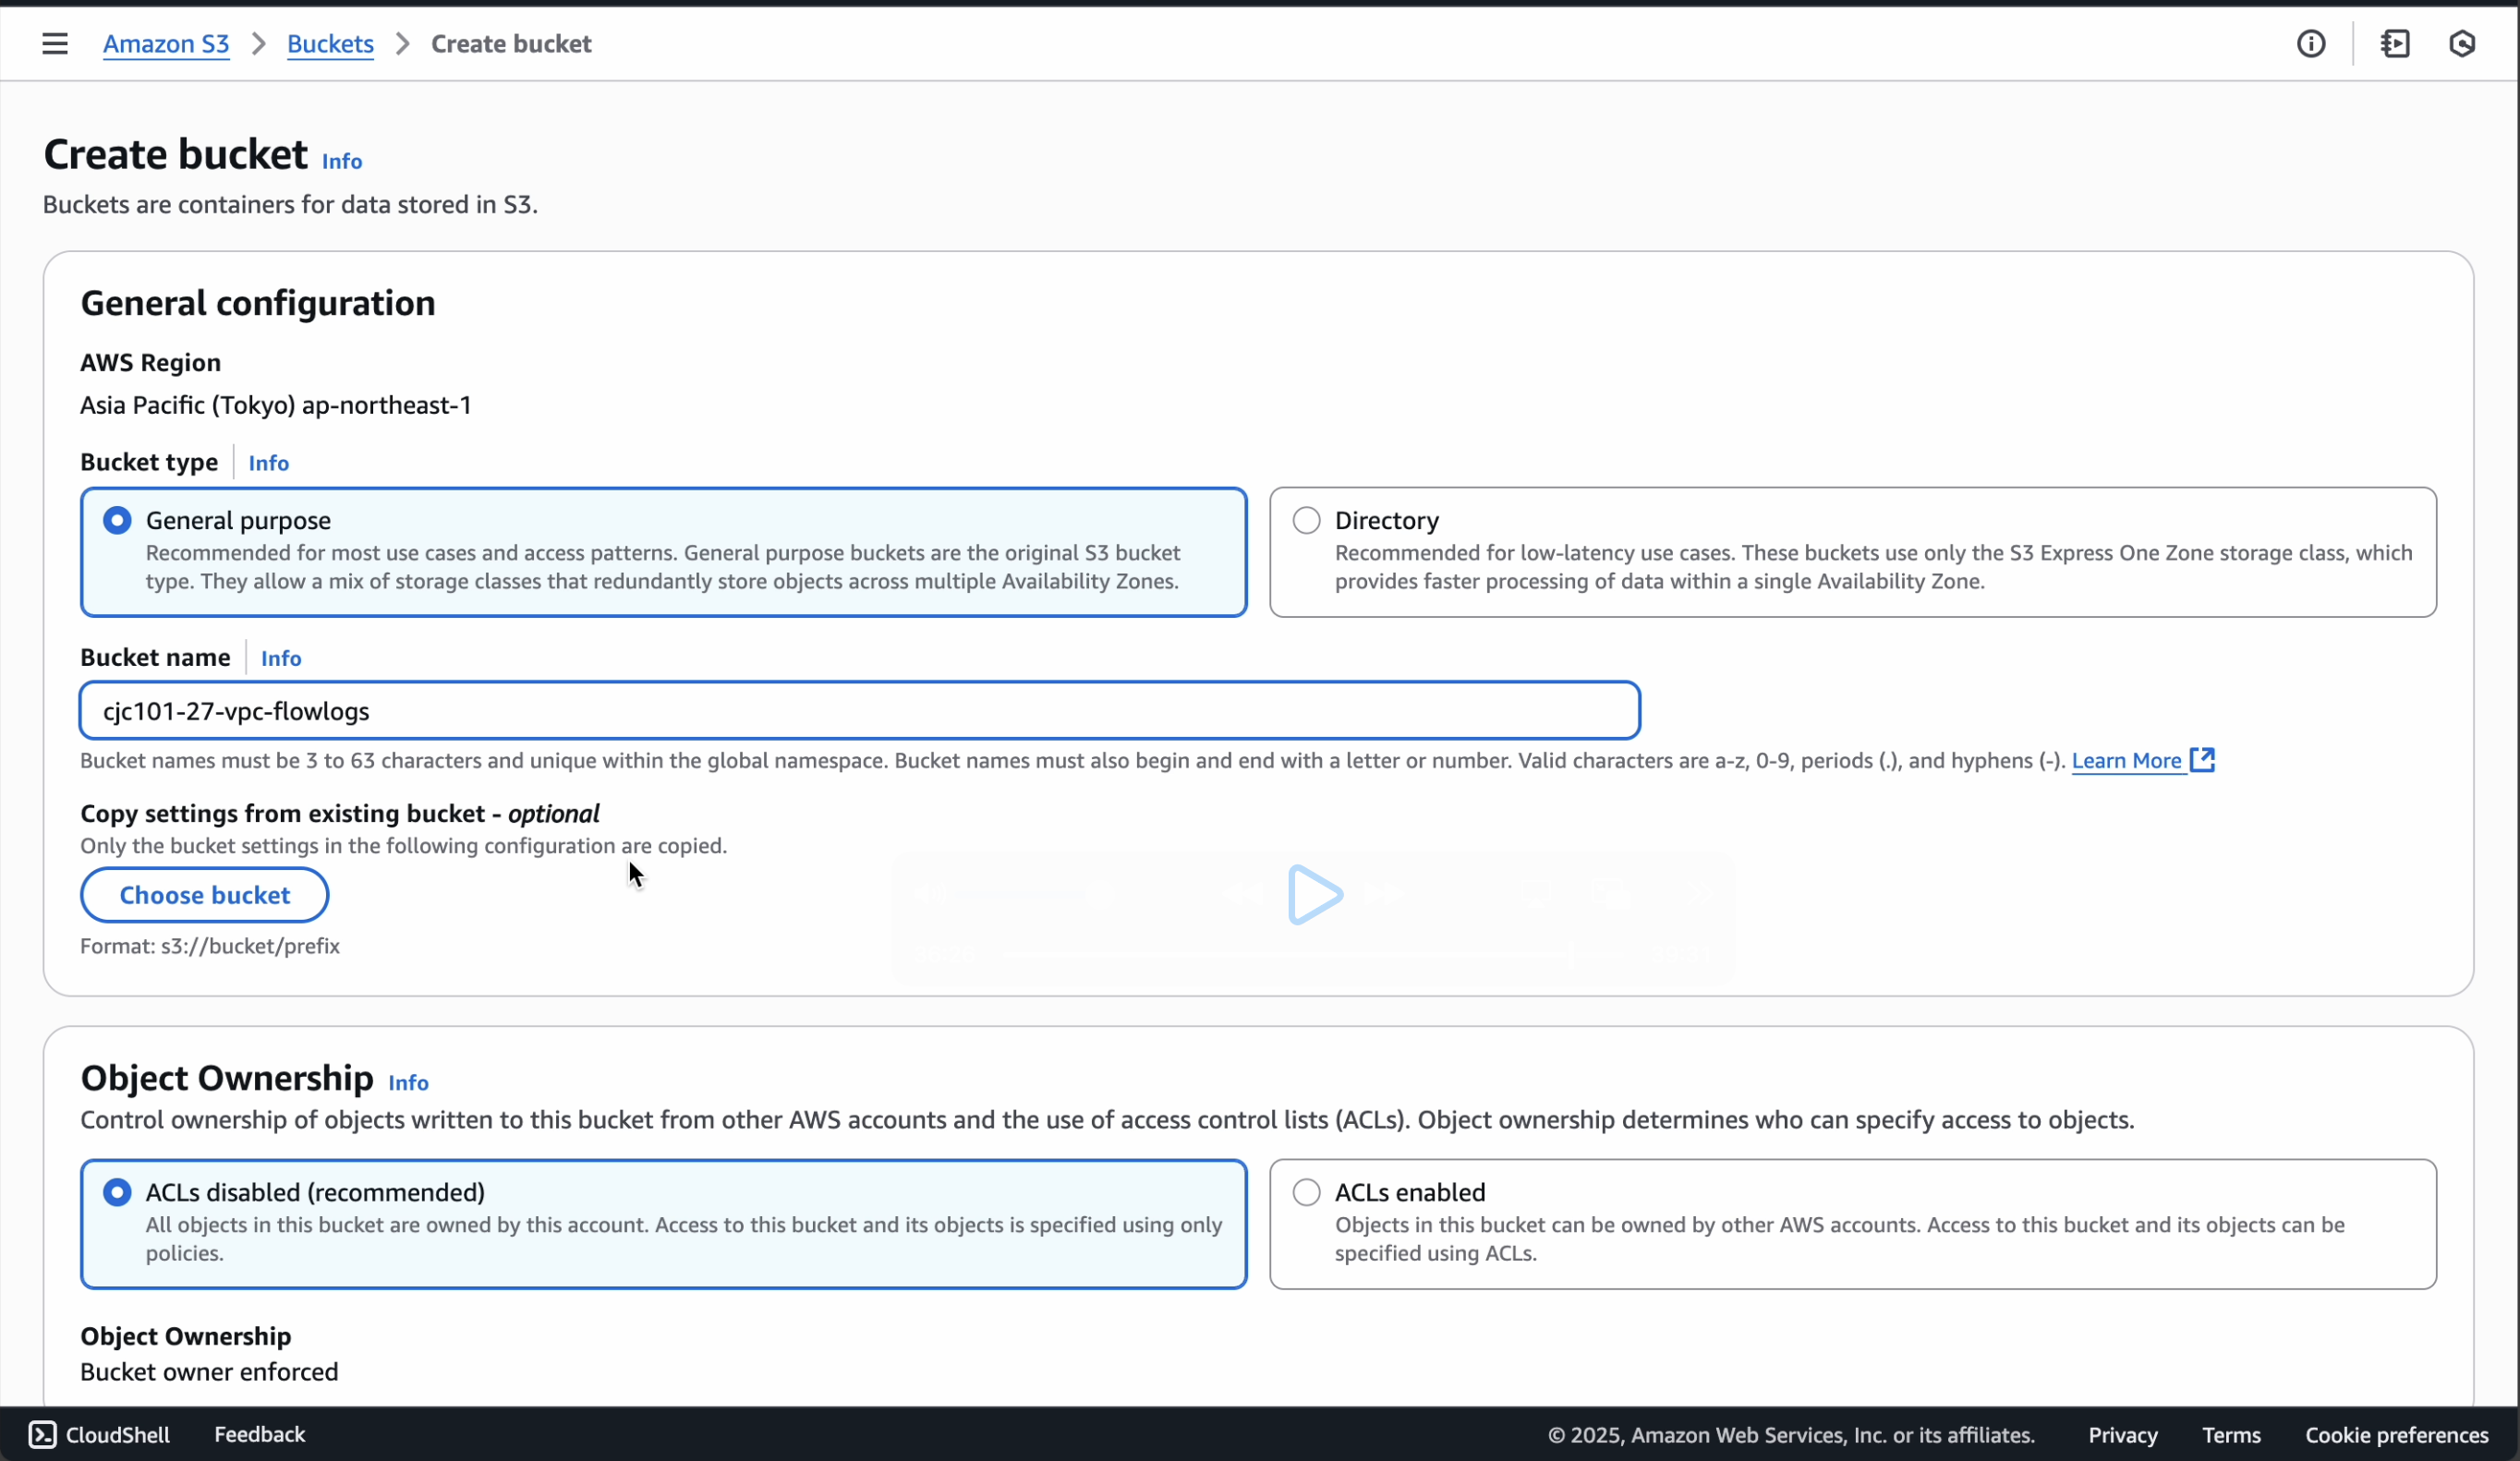 Amazon S3 > Buckets > Create bucket
Create bucket Info
Buckets are containers for data stored in S3.
General configuration
AWS Region
Asia Pacific (Tokyo) ap-northeast-1
Bucket type Info
General purpose
Recommended for most use cases and access patterns. General purpose buckets are the original S3 bucket
type. They allow a mix of storage classes that redundantly store objects across multiple Availability Zones.
Directory
Recommended for low-latency use cases. These buckets use only the S3 Express One Zone storage class, which
provides faster processing of data within a single Availability Zone.
Bucket name Info
cjc101-27-vpc-flowlogs
Bucket names must be 3 to 63 characters and unique within the global namespace. Bucket names must also begin and end with a letter or number. Valid characters are a-z, 0-9, periods (.), and hyphens (-). Learn More
Copy settings from existing bucket - optional
Only the bucket settings in the following configuration are copied.
Choose bucket
Format: s3://bucket/prefix
Object Ownership Info
Control ownership of objects written to this bucket from other AWS accounts and the use of access control lists (ACLs). Object ownership determines who can specify access to objects.
ACLs disabled (recommended)
All objects in this bucket are owned by this account. Access to this bucket and its objects is specified using only
policies.
ACLs enabled
Objects in this bucket can be owned by other AWS accounts. Access to this bucket and its objects can be
specified using ACLs.
Object Ownership
Bucket owner enforced
CloudShell Feedback © 2025, Amazon Web Services, Inc. or its affiliates. Privacy Terms Cookie preferences